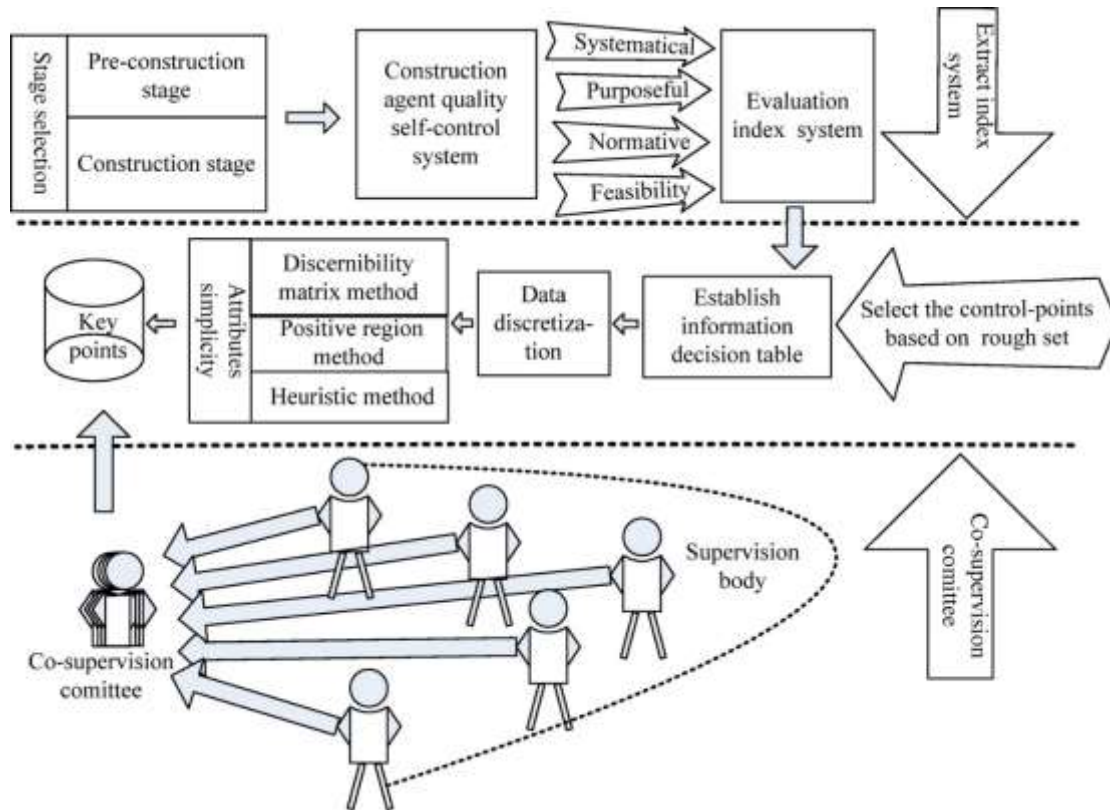 Stage selection
Pre-construction
stage
Construction stage
Construction
agent quality
self-control
system
Systematical
Purposeful
Normative
Feasibility
Evaluation
index system
Extract index
system
Key
points
Attributes
simplicity
Discernibility
matrix method
Positive region
method
Heuristic method
Data
discretiza-
tion
Establish
information
decision table
Select the control-points
based on rough set
Co-supervision
comittee
Supervision
body
Co-supervision
comittee